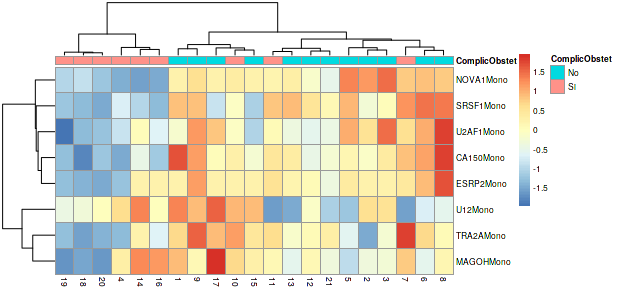 ComplicObstet
NOVA1Mono
SRSF1Mono
U2AF1Mono
CA150Mono
ESRP2Mono
U12Mono
TRA2AMono
MAGOHMono
19 18 20 4 14 16 1 9 17 10 15 11 13 12 21 5 2 3 7 6 8
1.5
1
0.5
0
-0.5
-1
-1.5
ComplicObstet
No
Si